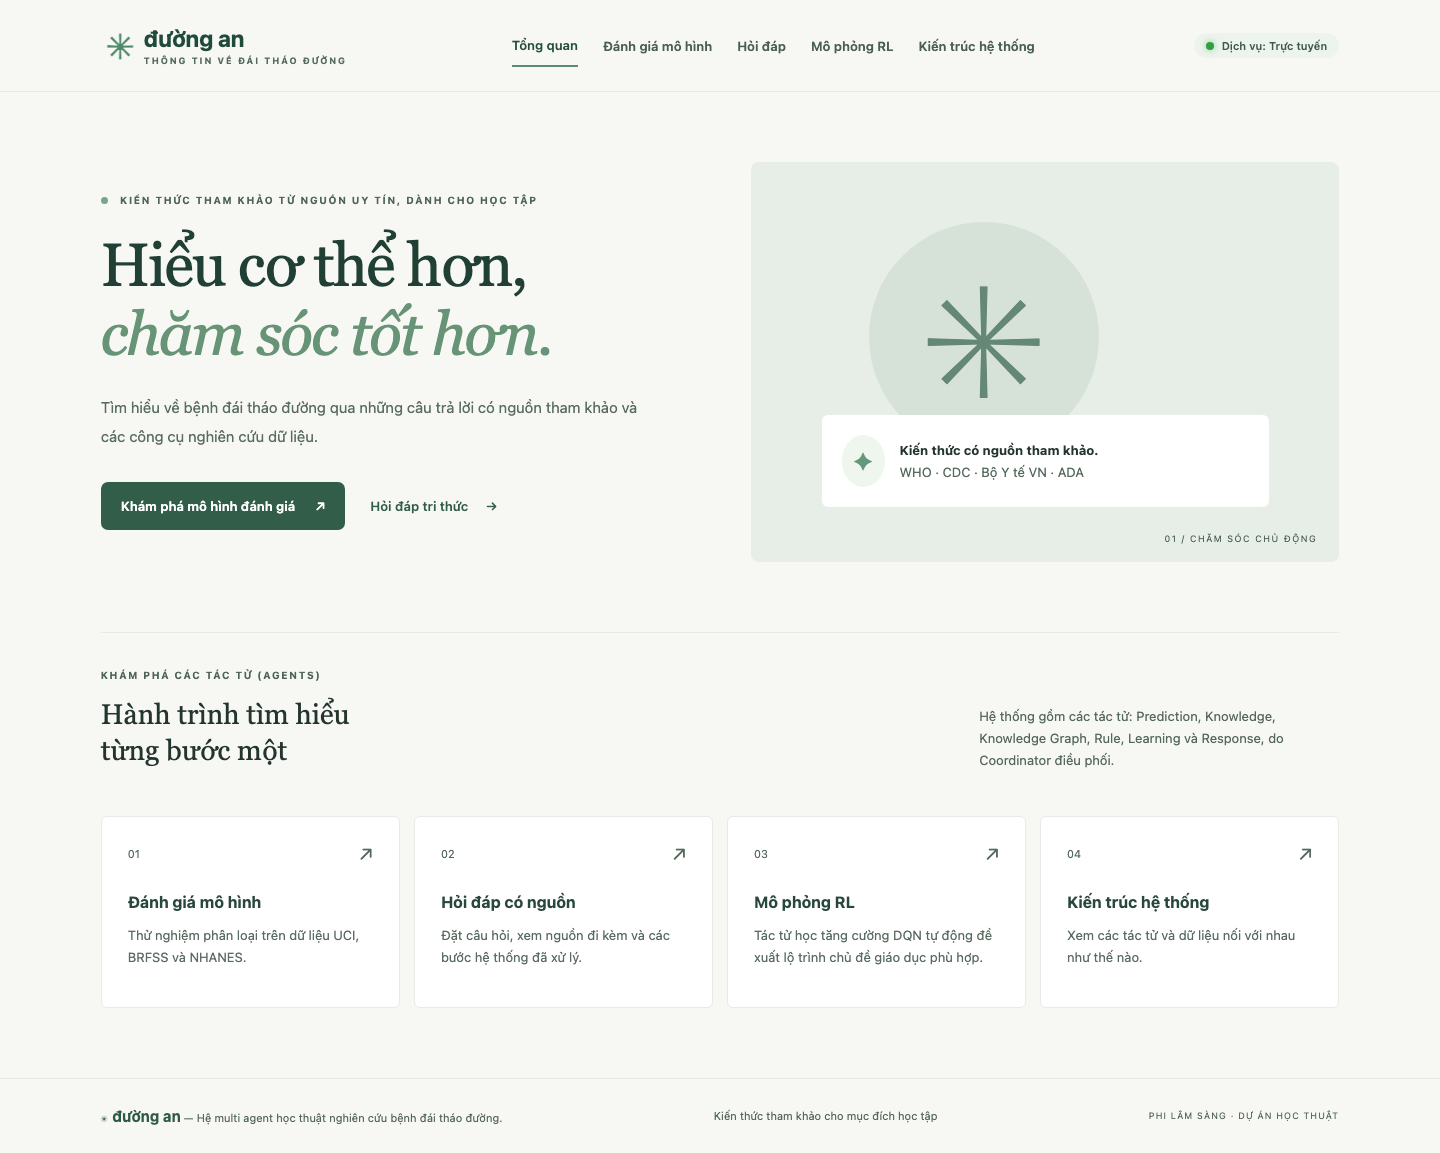 đường an
THÔNG TIN VỀ ĐÁI THÁO ĐƯỜNG
Tổng quan
Đánh giá mô hình
Hỏi đáp
Mô phỏng RL
Kiến trúc hệ thống
Dịch vụ: Trực tuyến
KIẾN THỨC THAM KHẢO TỪ NGUỒN UY TÍN, DÀNH CHO HỌC TẬP
Hiểu cơ thể hơn,
chăm sóc tốt hơn.
Tìm hiểu về bệnh đái tháo đường qua những câu trả lời có nguồn tham khảo và
các công cụ nghiên cứu dữ liệu.
Khám phá mô hình đánh giá
Hỏi đáp tri thức
Kiến thức có nguồn tham khảo.
WHO · CDC · Bộ Y tế VN · ADA
01 / CHĂM SÓC CHỦ ĐỘNG
KHÁM PHÁ CÁC TÁC TỬ (AGENTS)
Hành trình tìm hiểu
từng bước một
Hệ thống gồm các tác tử: Prediction, Knowledge,
Knowledge Graph, Rule, Learning và Response, do
Coordinator điều phối.
01
Đánh giá mô hình
Thử nghiệm phân loại trên dữ liệu UCI,
BRFSS và NHANES.
02
Hỏi đáp có nguồn
Đặt câu hỏi, xem nguồn đi kèm và các
bước hệ thống đã xử lý.
03
Mô phỏng RL
Tác tử học tăng cường DQN tự động đề
xuất lộ trình chủ đề giáo dục phù hợp.
04
Kiến trúc hệ thống
Xem các tác tử và dữ liệu nối với nhau
như thế nào.
đường an — Hệ multi agent học thuật nghiên cứu bệnh đái tháo đường.
Kiến thức tham khảo cho mục đích học tập
PHI LÂM SÀNG · DỰ ÁN HỌC THUẬT